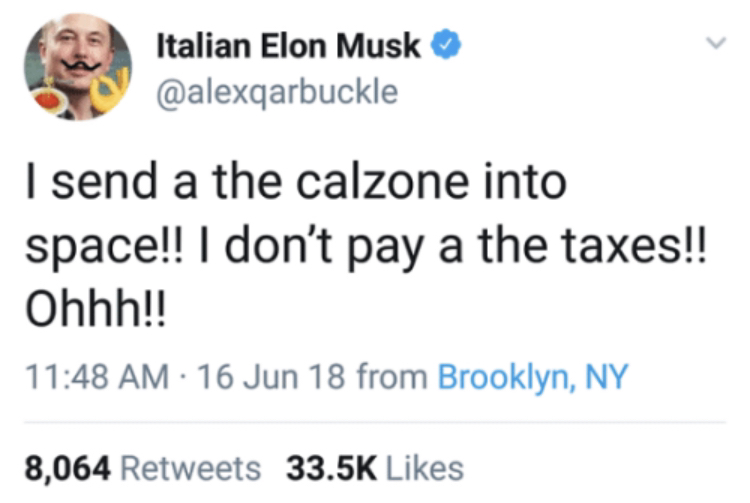 Italian Elon Musk
@alexqarbuckle
I send a the calzone into
space!! I don’t pay a the taxes!!
Ohhh!!
11:48 AM · 16 Jun 18 from Brooklyn, NY
8,064 Retweets 33.5K Likes